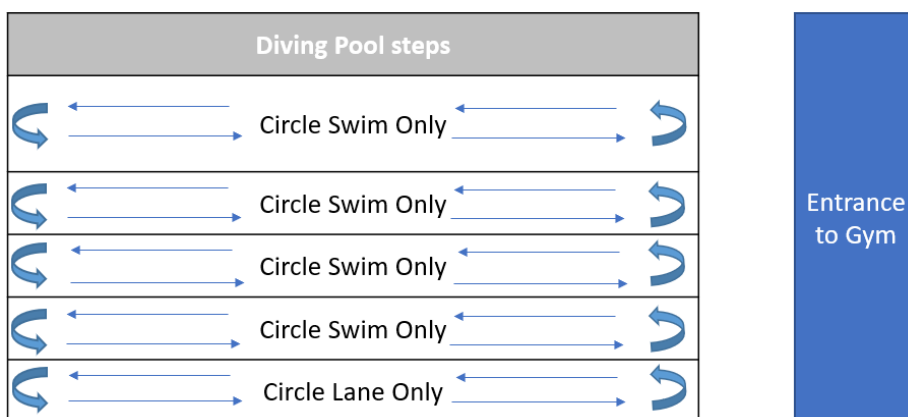 Diving Pool steps
Circle Swim Only
Circle Swim Only
Circle Swim Only
Circle Swim Only
Circle Lane Only
Entrance
to Gym